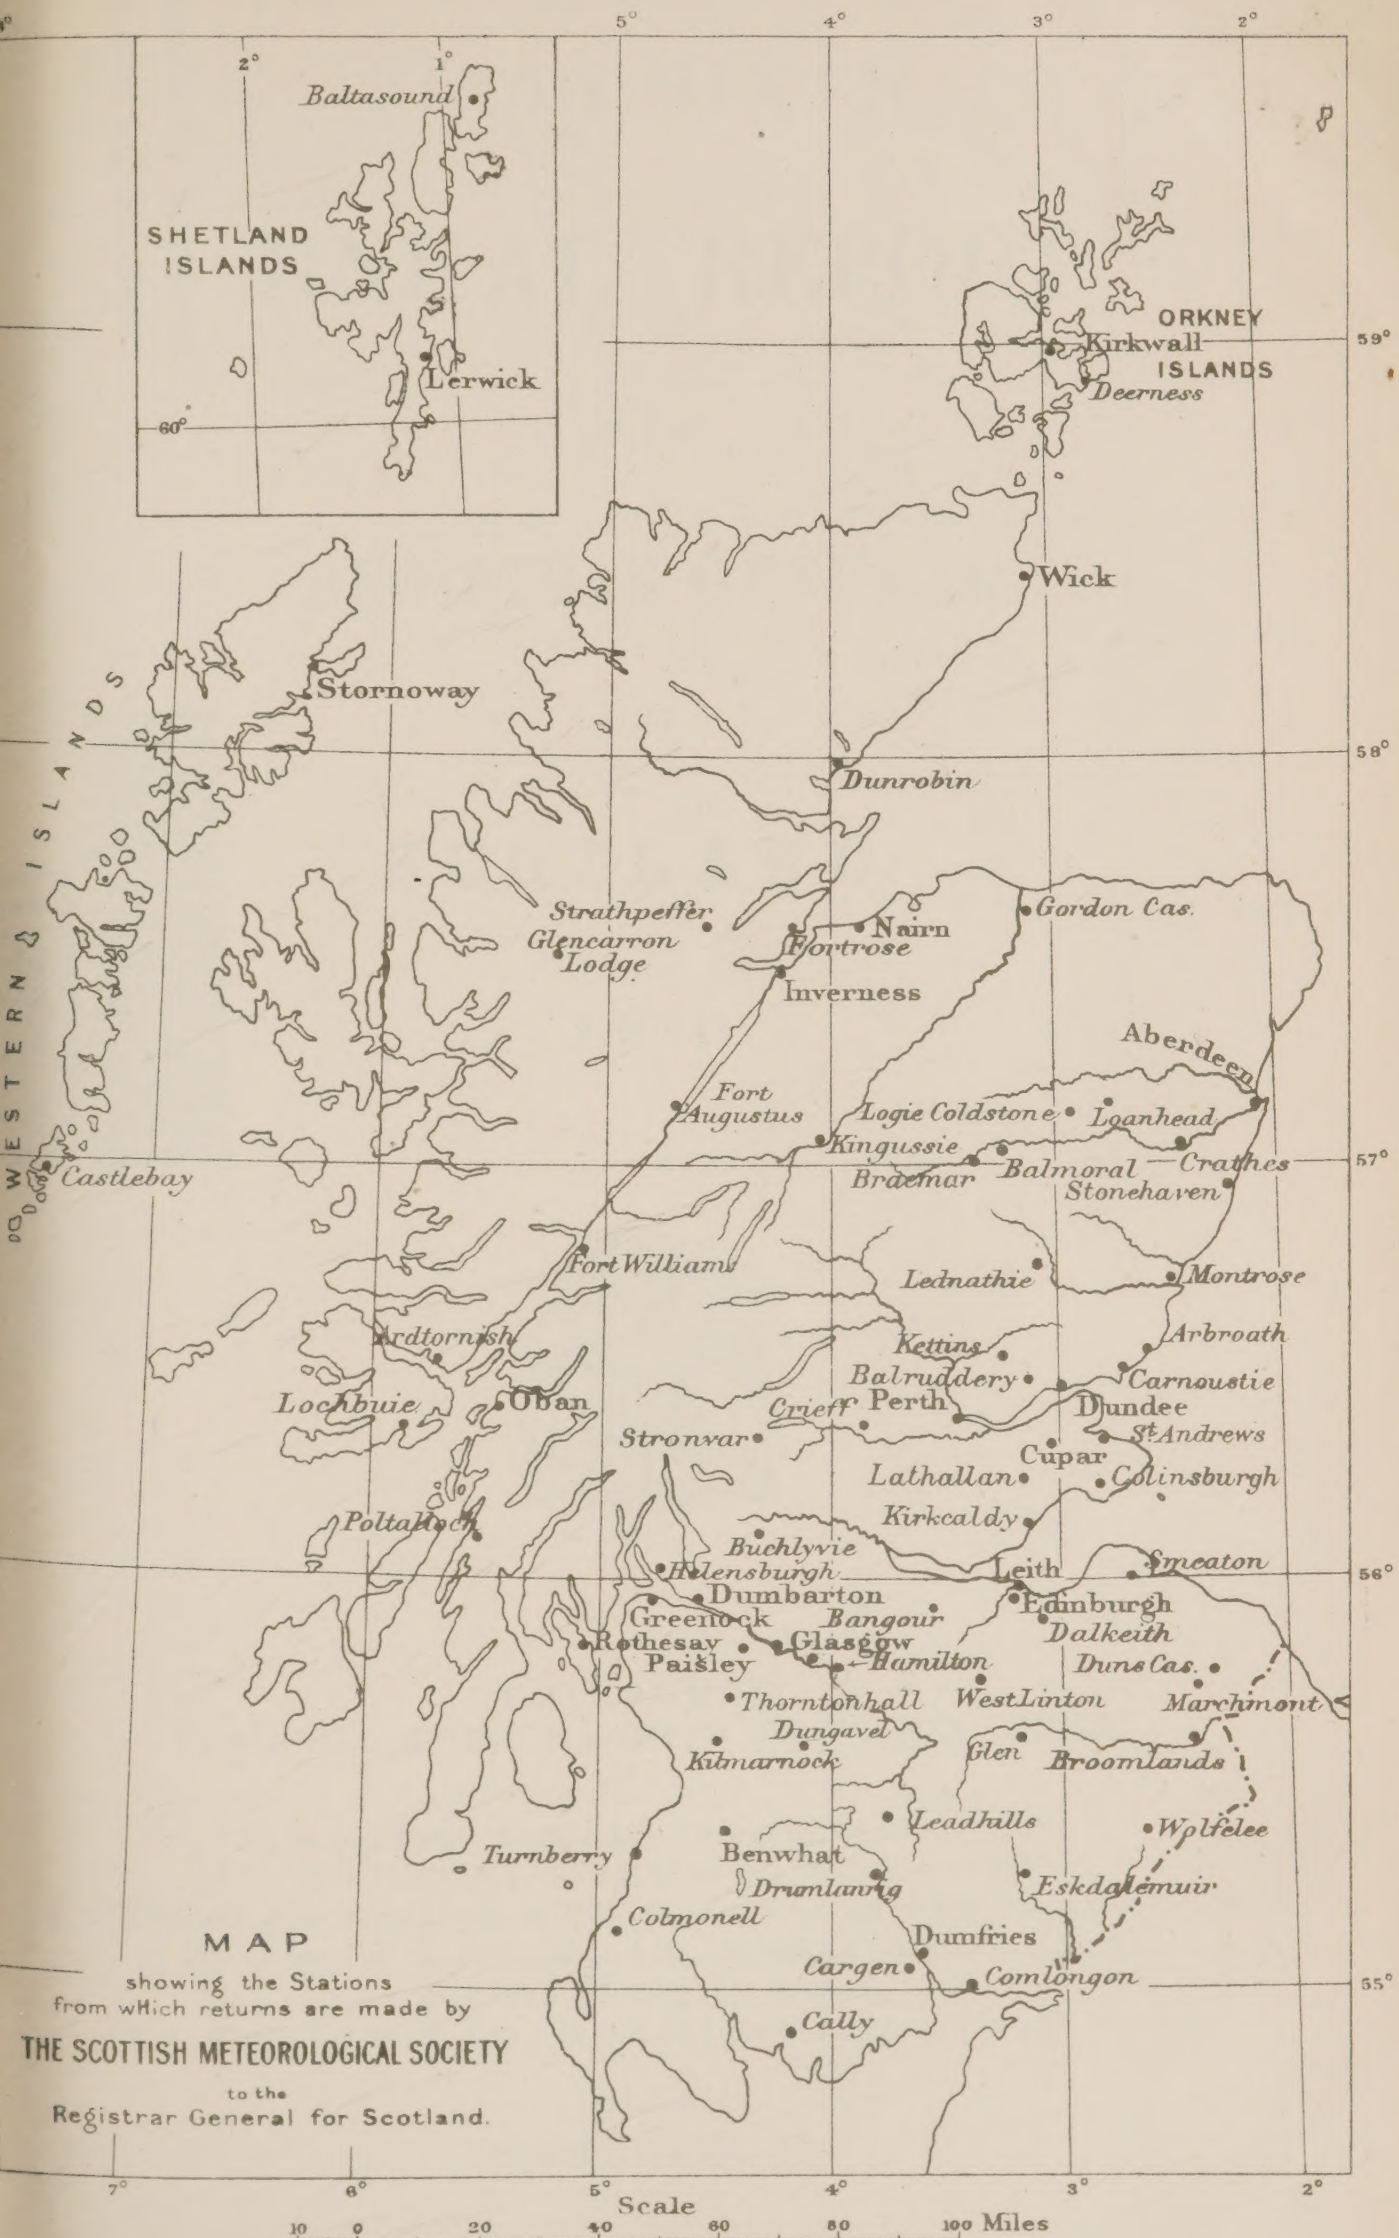 5° 4° 3° 2°
2° 1°
Baltasound
SHETLAND
ISLANDS
Lerwick
60°
ORKNEY
Kirkwall
ISLANDS
Deerness
59°
Wick
WESTERN & ISLANDS
Stornoway
58°
Dunrobin
Strathpeffer
Glencarron
Lodge
Fortrose
Nairn
Gordon Cas.
Inverness
Aberdeen
Fort
Augustus
Logie Coldstone
Loanhead
Kingussie
Braemar
Balmoral
Crathes
Stonehaven
57°
Castlebay
Fort William
Lednathie
Montrose
Ardtornish
Kettins
Arbroath
Balruddery
Carnoustie
Lochbuie
Oban
Crieff
Perth
Dundee
Stronvar
St. Andrews
Cupar
Lathallan
Colinsburgh
Poltalloch
Kirkcaldy
Buchlyvie
Helensburgh
Leith
Smeaton
56°
Dumbarton
Greenock
Bangour
Edinburgh
Dalkeith
Rothesay
Glasgow
Paisley
Hamilton
Duns Cas.
Thorntonhall
West Linton
Marchmont
Dungavel
Kilmarnock
Glen
Broomlands
Leadhills
Wolfelee
Turnberry
Benwhat
Drumlanrig
Eskdalemuir
Colmonell
Dumfries
Cargen
Comlongon
55°
Cally
MAP
showing the Stations
from which returns are made by
THE SCOTTISH METEOROLOGICAL SOCIETY
to the
Registrar General for Scotland.
7° 6° 5° 4° 3° 2°
Scale
10 0 20 40 60 80 100 Miles